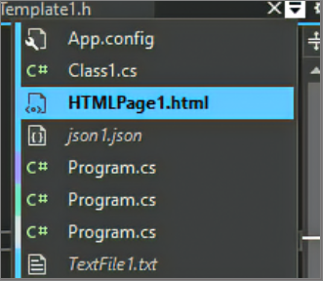 Template1.h
App.config
C# Class1.cs
HTMLPage1.html
json1.json
C# Program.cs
C# Program.cs
C# Program.cs
TextFile1.txt